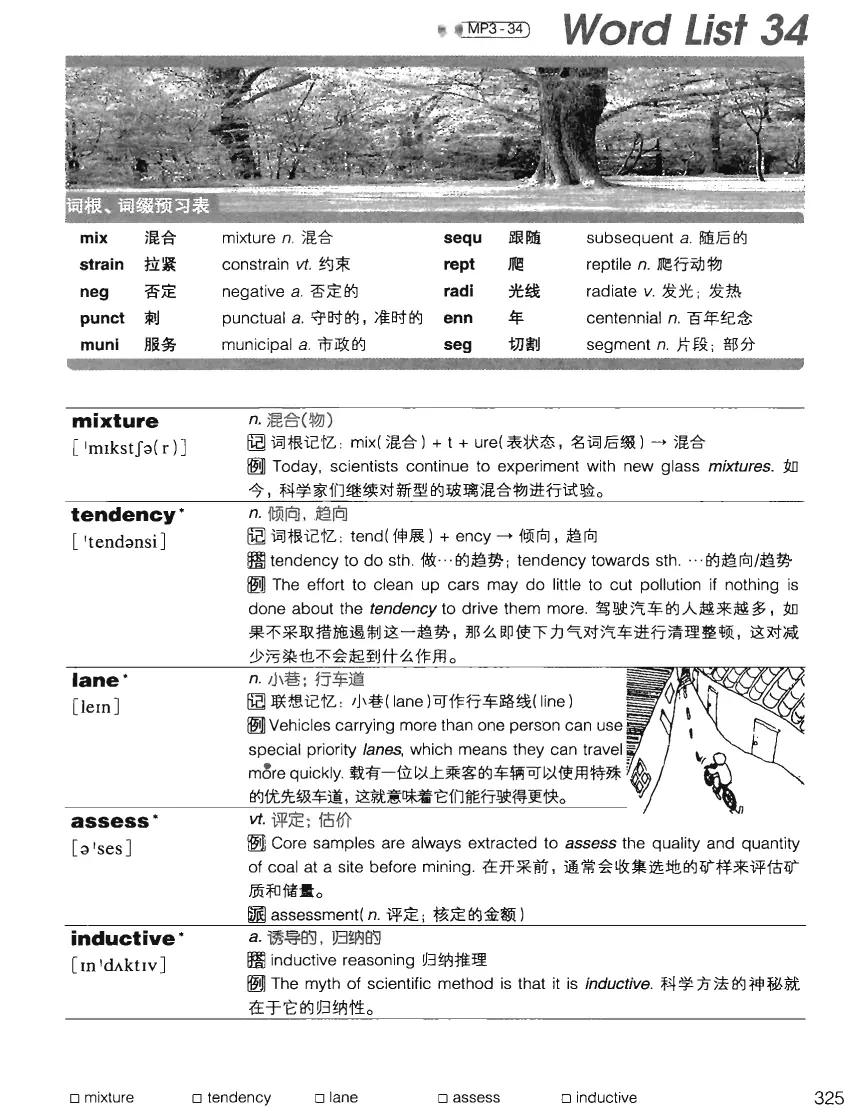 MP3-34 Word List 34
词根、词缀预习表
mix 混合 mixture n. 混合 sequ 跟随 subsequent a. 随后的
strain 拉紧 constrain vt. 约束 rept 爬 reptile n. 爬行动物
neg 否定 negative a. 否定的 radi 光线 radiate v. 发光；发热
punct 刺 punctual a. 守时的，准时的 enn 年 centennial n. 百年纪念
muni 服务 municipal a. 市政的 seg 切割 segment n. 片段；部分
mixture n. 混合(物)
[ˈmɪkstʃə(r)] 记 词根记忆：mix(混合) + t + ure(表状态，名词后缀) → 混合
例 Today, scientists continue to experiment with new glass mixtures. 如
今，科学家们继续对新型的玻璃混合物进行试验。
tendency* n. 倾向，趋向
[ˈtendənsi] 记 词根记忆：tend(伸展) + ency → 倾向，趋向
搭 tendency to do sth. 做…的趋势；tendency towards sth. …的趋向/趋势
例 The effort to clean up cars may do little to cut pollution if nothing is
done about the tendency to drive them more. 驾驶汽车的人越来越多，如
果不采取措施遏制这一趋势，那么即使下力气对汽车进行清理整顿，这对减
少污染也不会起到什么作用。
lane* n. 小巷；行车道
[leɪn] 记 联想记忆：小巷(lane)可作行车路线(line)
例 Vehicles carrying more than one person can use
special priority lanes, which means they can travel
more quickly. 载有一位以上乘客的车辆可以使用特殊
的优先级车道，这就意味着它们能行驶得更快。
assess* vt. 评定；估价
[əˈses] 例 Core samples are always extracted to assess the quality and quantity
of coal at a site before mining. 在开采前，通常会收集选地的矿样来评估矿
质和储量。
派 assessment(n. 评定；核定的金额)
inductive* a. 诱导的，归纳的
[ɪnˈdʌktɪv] 搭 inductive reasoning 归纳推理
例 The myth of scientific method is that it is inductive. 科学方法的神秘就
在于它的归纳性。
□ mixture □ tendency □ lane □ assess □ inductive 325